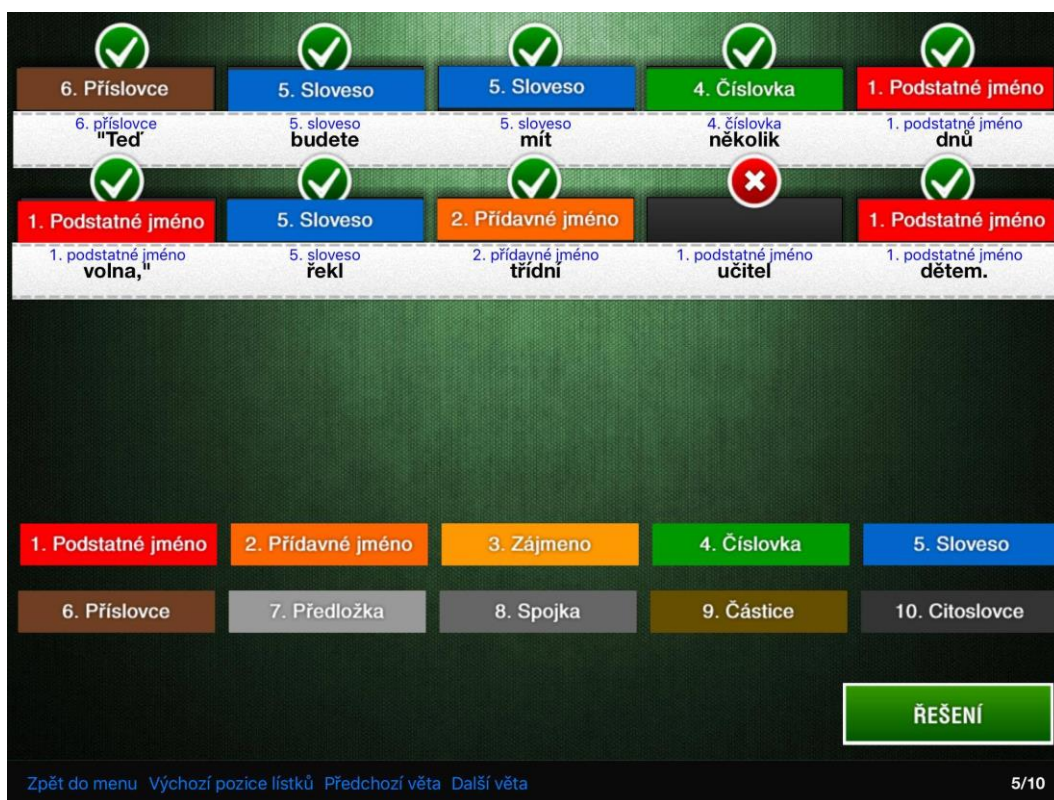 6. Příslovce 5. Sloveso 5. Sloveso 4. Číslovka 1. Podstatné jméno
6. příslovce 5. sloveso 5. sloveso 4. číslovka 1. podstatné jméno
"Teď budete mít několik dnů
1. Podstatné jméno 5. Sloveso 2. Přídavné jméno 1. Podstatné jméno
1. podstatné jméno 5. sloveso 2. přídavné jméno 1. podstatné jméno 1. podstatné jméno
volna," řekl třídní učitel dětem.
1. Podstatné jméno 2. Přídavné jméno 3. Zájmeno 4. Číslovka 5. Sloveso
6. Příslovce 7. Předložka 8. Spojka 9. Částice 10. Citoslovce
ŘEŠENÍ
Zpět do menu Výchozí pozice lístků Předchozí věta Další věta 5/10